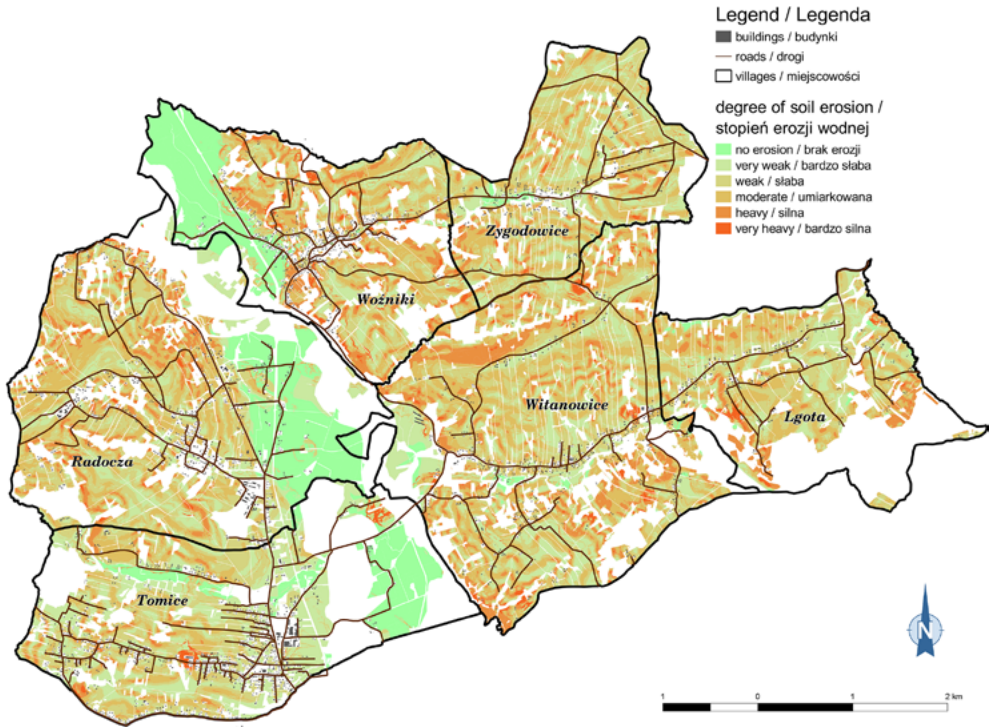 Legend / Legenda
buildings / budynki
roads / drogi
villages / miejscowości
degree of soil erosion /
stopień erozji wodnej
no erosion / brak erozji
very weak / bardzo słaba
weak / słaba
moderate / umiarkowana
heavy / silna
very heavy / bardzo silna
Zygodowice
Woźniki
Witanowice
Lgota
Radocza
Tomice
N
1 0 1 2 km